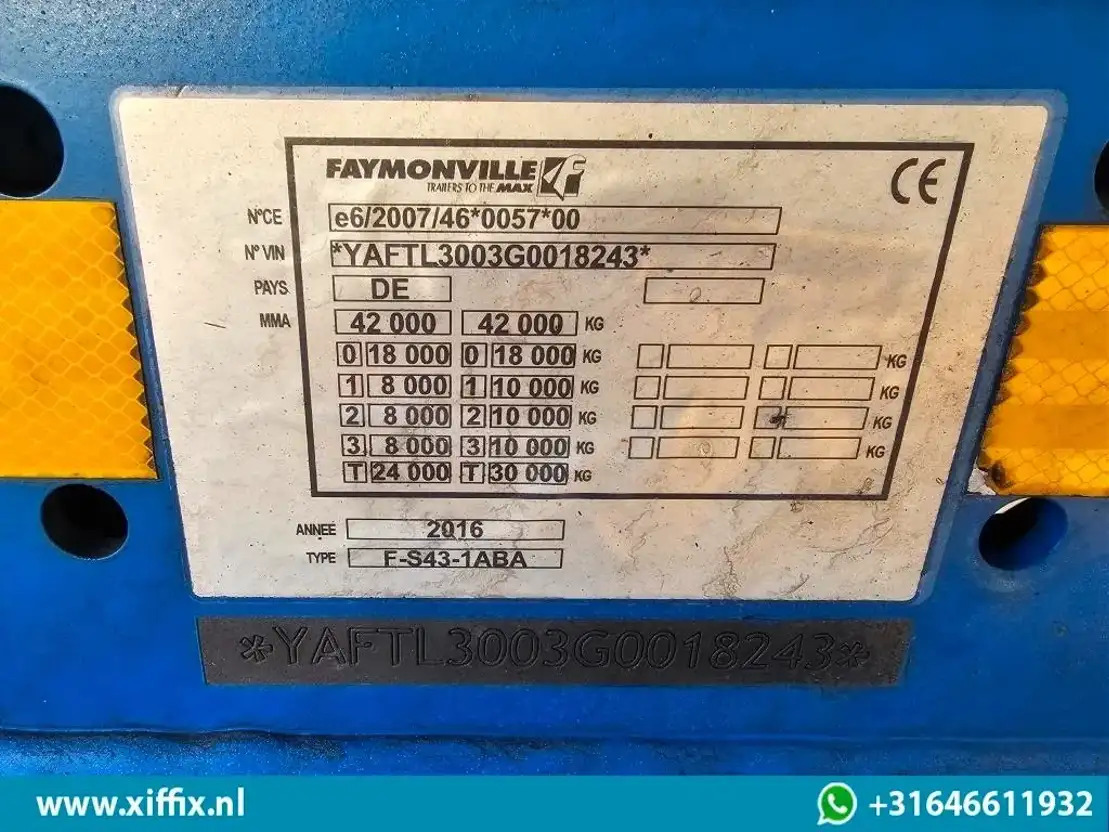 FAYMONVILLE
TRAILERS TO THE MAX
CE
N°CE e6/2007/46*0057*00
N° VIN *YAFTL3003G0018243*
PAYS DE
MMA 42 000 42 000 KG
0 18 000 0 18 000 KG KG
1 8 000 1 10 000 KG KG
2 8 000 2 10 000 KG KG
3 8 000 3 10 000 KG KG
T 24 000 T 30 000 KG
ANNEE 2016
TYPE F-S43-1ABA
*YAFTL3003G0018243*
www.xiffix.nl +31646611932